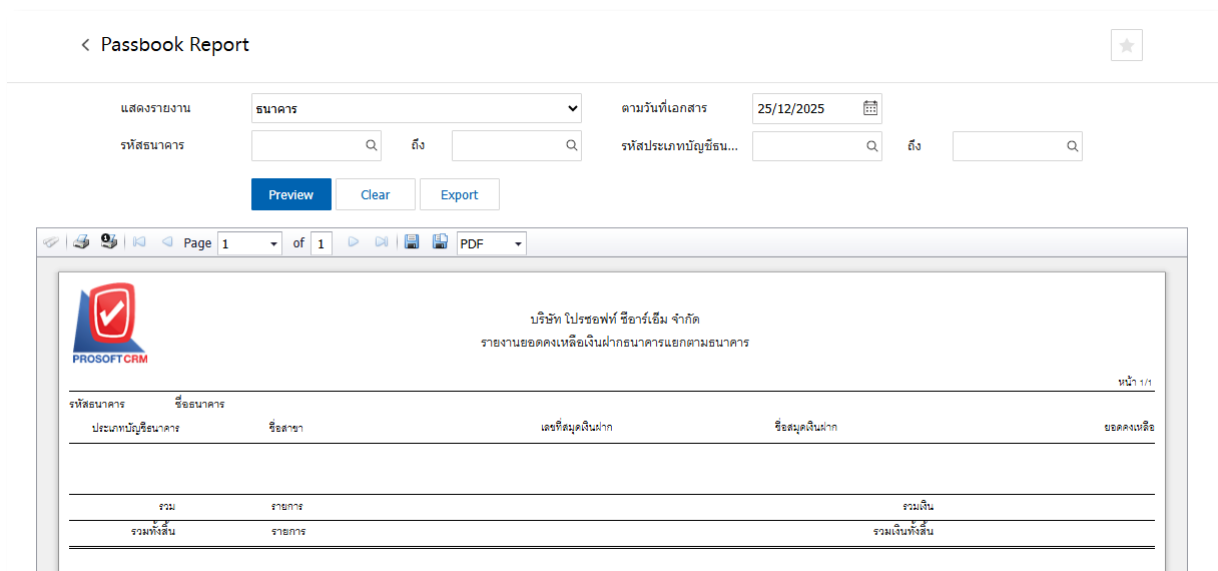 Passbook Report
แสดงรายงาน ธนาคาร ตามวันที่เอกสาร 25/12/2025
รหัสธนาคาร ถึง รหัสประเภทบัญชีธน... ถึง
Preview Clear Export
Page 1 of 1 PDF
PROSOFT CRM
บริษัท โปรซอฟท์ ซีอาร์เอ็ม จำกัด
รายงานยอดคงเหลือเงินฝากธนาคารแยกตามธนาคาร
หน้า 1/1
รหัสธนาคาร ชื่อธนาคาร
ประเภทบัญชีธนาคาร ชื่อสาขา เลขที่สมุดเงินฝาก ชื่อสมุดเงินฝาก ยอดคงเหลือ
รวม รายการ รวมเงิน
รวมทั้งสิ้น รายการ รวมเงินทั้งสิ้น